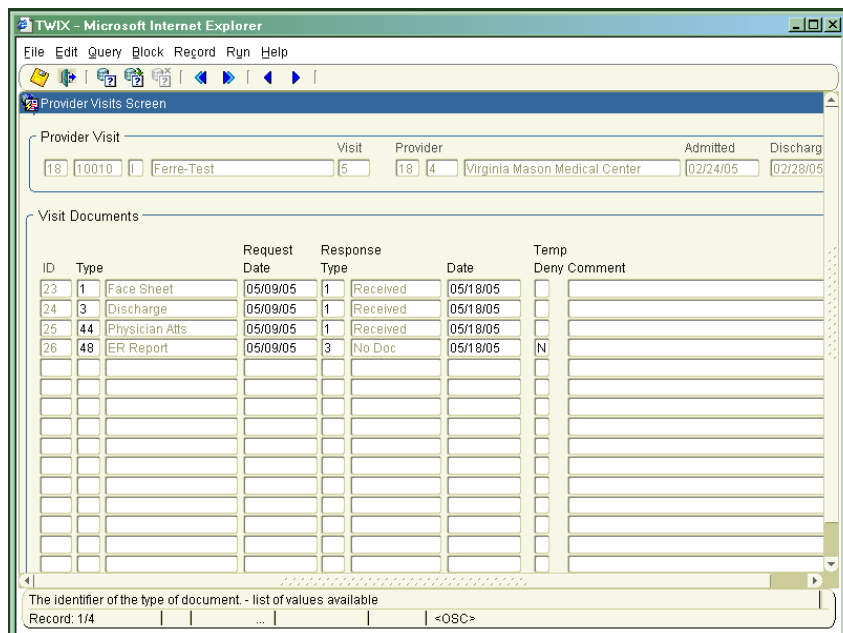 TWIX - Microsoft Internet Explorer
File Edit Query Block Record Run Help
Provider Visits Screen
Provider Visit
Visit Provider Admitted Discharg
18 10010 I Ferre-Test 5 18 4 Virginia Mason Medical Center 02/24/05 02/28/05
Visit Documents
Request Response Temp
ID Type Date Type Date Deny Comment
23 1 Face Sheet 05/09/05 1 Received 05/18/05
24 3 Discharge 05/09/05 1 Received 05/18/05
25 44 Physician Atts 05/09/05 1 Received 05/18/05
26 48 ER Report 05/09/05 3 No Doc 05/18/05 N
The identifier of the type of document. - list of values available
Record: 1/4 ... <OSC>